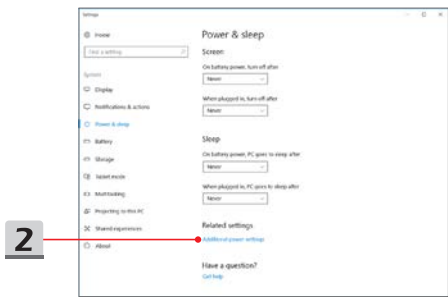 Settings
Home
Find a setting
System
Display
Notifications & actions
Power & sleep
Battery
Storage
Tablet mode
Multitasking
Projecting to this PC
Shared experiences
About
Power & sleep
Screen
On battery power, turn off after
Never
When plugged in, turn off after
Never
Sleep
On battery power, PC goes to sleep after
Never
When plugged in, PC goes to sleep after
Never
Related settings
Additional power settings
Have a question?
Get help
2